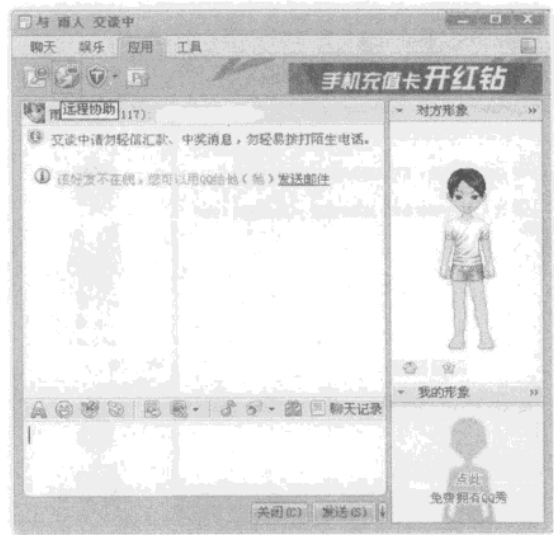 与 雨人 交谈中
聊天 娱乐 应用 工具
手机充值卡开红钻
远程协助
117):
对方形象
交谈中请勿轻信汇款、中奖消息，勿轻易拨打陌生电话。
该好友不在线，您可以用QQ给他（她）发送邮件
我的形象
聊天记录
点此
免费拥有QQ秀
关闭(C) 发送(S)